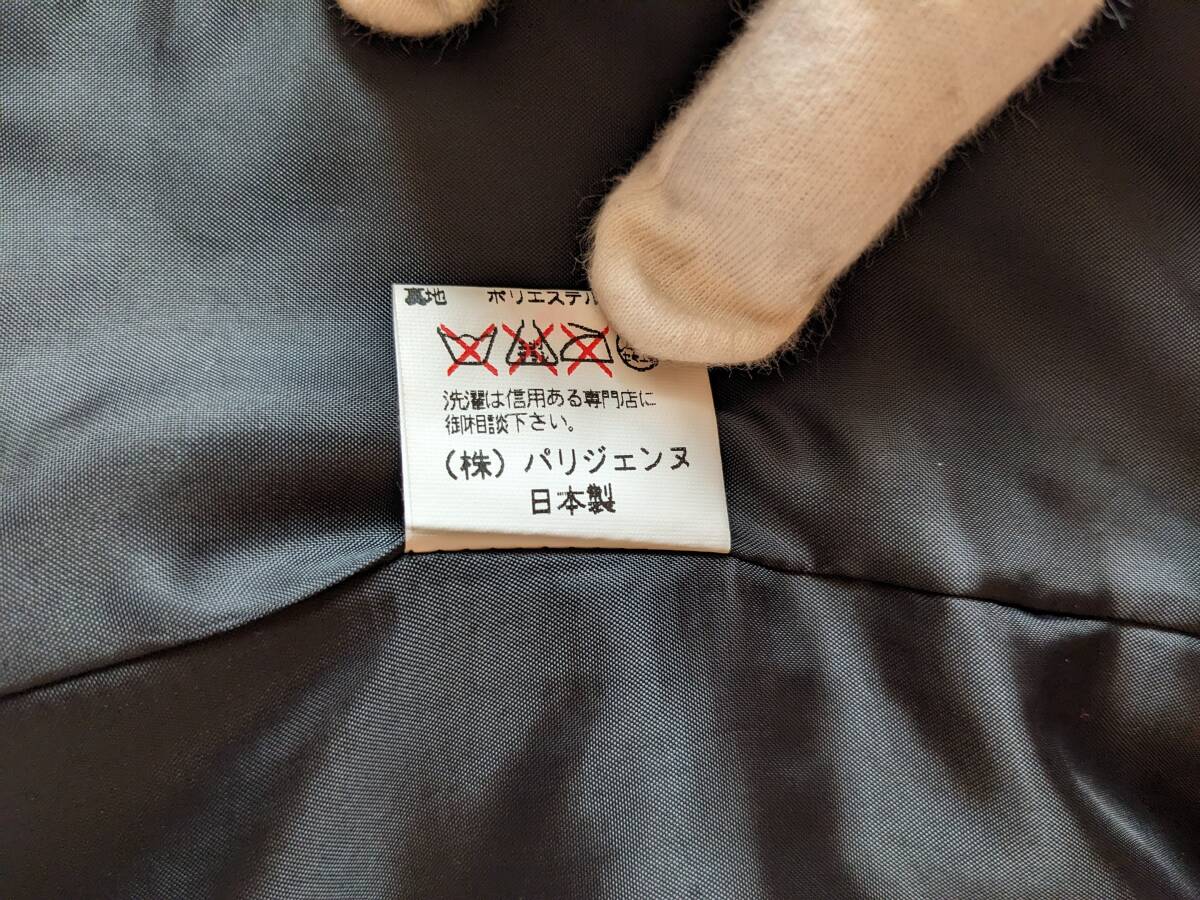 裏地 ポリエステル
洗濯は信用ある専門店に
御相談下さい。
(株) パリジェンヌ
日本製